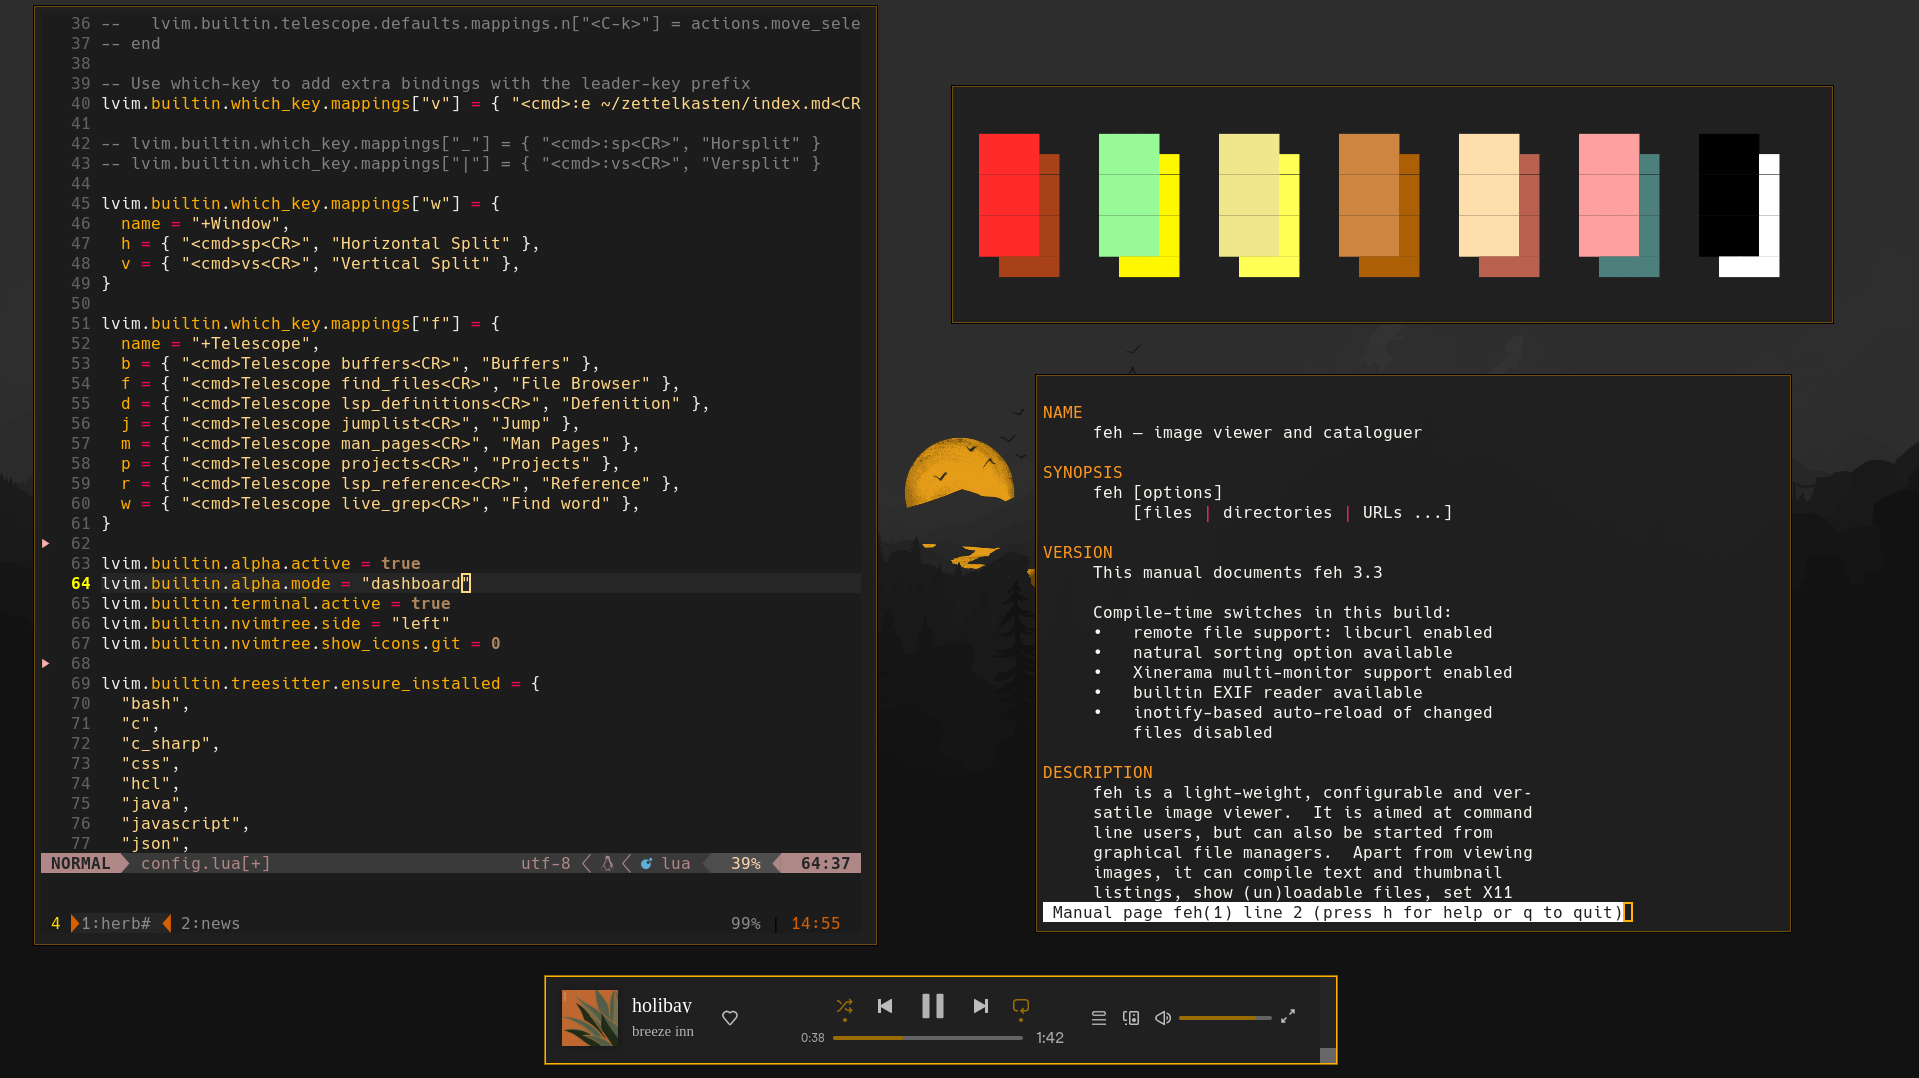 36 --   lvim.builtin.telescope.defaults.mappings.n["<C-k>"] = actions.move_sele
37 -- end
38
39 -- Use which-key to add extra bindings with the leader-key prefix
40 lvim.builtin.which_key.mappings["v"] = { "<cmd>:e ~/zettelkasten/index.md<CR
41
42 -- lvim.builtin.which_key.mappings["_"] = { "<cmd>:sp<CR>", "Horsplit" }
43 -- lvim.builtin.which_key.mappings["|"] = { "<cmd>:vs<CR>", "Versplit" }
44
45 lvim.builtin.which_key.mappings["w"] = {
46   name = "+Window",
47   h = { "<cmd>sp<CR>", "Horizontal Split" },
48   v = { "<cmd>vs<CR>", "Vertical Split" },
49 }
50
51 lvim.builtin.which_key.mappings["f"] = {
52   name = "+Telescope",
53   b = { "<cmd>Telescope buffers<CR>", "Buffers" },
54   f = { "<cmd>Telescope find_files<CR>", "File Browser" },
55   d = { "<cmd>Telescope lsp_definitions<CR>", "Defenition" },
56   j = { "<cmd>Telescope jumplist<CR>", "Jump" },
57   m = { "<cmd>Telescope man_pages<CR>", "Man Pages" },
58   p = { "<cmd>Telescope projects<CR>", "Projects" },
59   r = { "<cmd>Telescope lsp_reference<CR>", "Reference" },
60   w = { "<cmd>Telescope live_grep<CR>", "Find word" },
61 }
62
63 lvim.builtin.alpha.active = true
64 lvim.builtin.alpha.mode = "dashboard"
65 lvim.builtin.terminal.active = true
66 lvim.builtin.nvimtree.side = "left"
67 lvim.builtin.nvimtree.show_icons.git = 0
68
69 lvim.builtin.treesitter.ensure_installed = {
70   "bash",
71   "c",
72   "c_sharp",
73   "css",
74   "hcl",
75   "java",
76   "javascript",
77   "json",
NORMAL config.lua[+] utf-8 lua 39% 64:37
4 1:herb# 2:news 99% | 14:55
NAME
feh – image viewer and cataloguer
SYNOPSIS
feh [options]
[files | directories | URLs ...]
VERSION
This manual documents feh 3.3
Compile-time switches in this build:
•   remote file support: libcurl enabled
•   natural sorting option available
•   Xinerama multi-monitor support enabled
•   builtin EXIF reader available
•   inotify-based auto-reload of changed
files disabled
DESCRIPTION
feh is a light-weight, configurable and ver-
satile image viewer.  It is aimed at command
line users, but can also be started from
graphical file managers.  Apart from viewing
images, it can compile text and thumbnail
listings, show (un)loadable files, set X11
Manual page feh(1) line 2 (press h for help or q to quit)
holibav
breeze inn
0:38
1:42